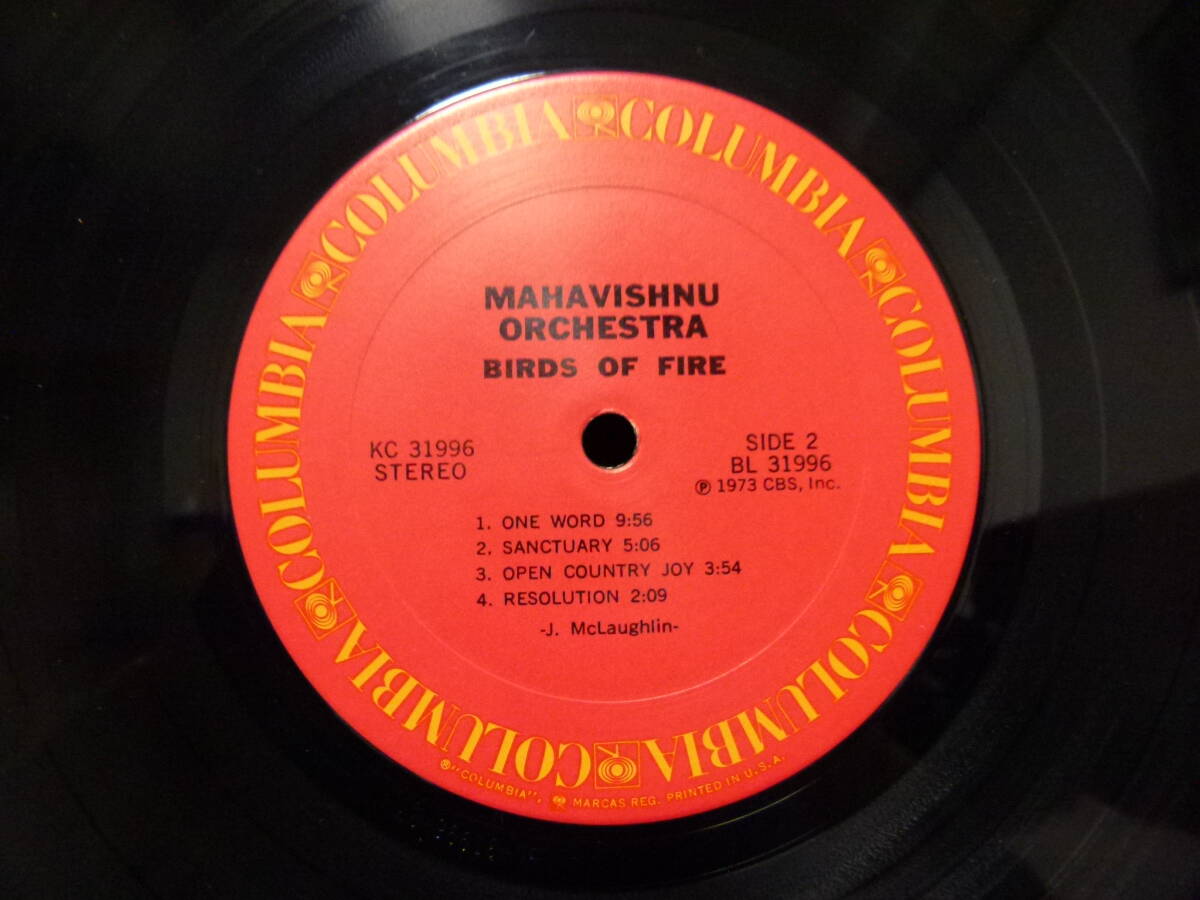 COLUMBIA COLUMBIA COLUMBIA COLUMBIA COLUMBIA COLUMBIA
MAHAVISHNU
ORCHESTRA
BIRDS OF FIRE
KC 31996
STEREO
SIDE 2
BL 31996
℗ 1973 CBS, Inc.
1. ONE WORD 9:56
2. SANCTUARY 5:06
3. OPEN COUNTRY JOY 3:54
4. RESOLUTION 2:09
-J. McLaughlin-
®"COLUMBIA", MARCAS REG. PRINTED IN U.S.A.